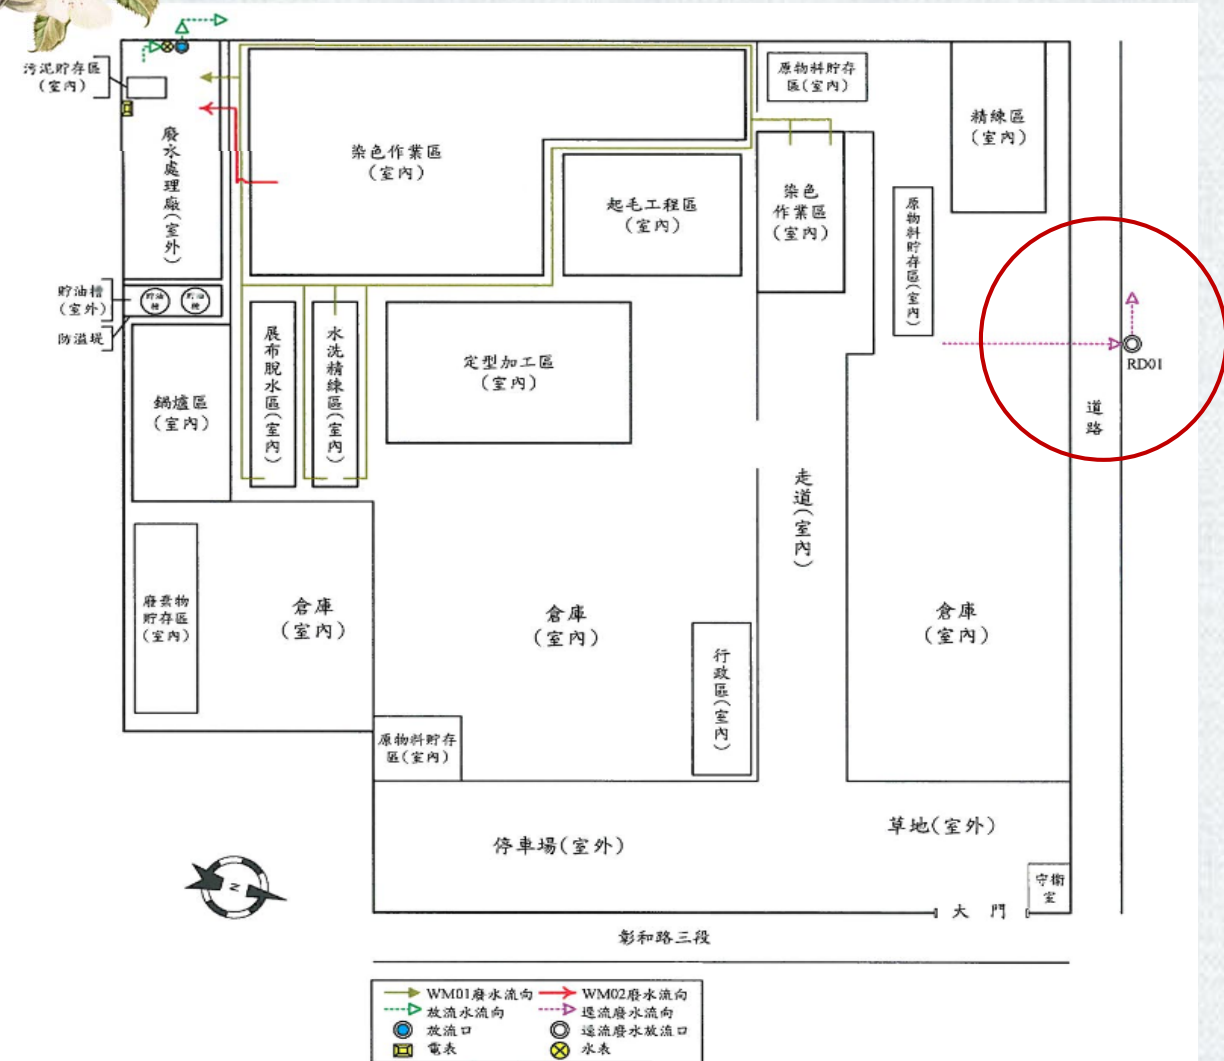 污泥貯存區
(室內)
廢水處理廠(室外)
貯油槽
(室外)
貯油槽
貯油槽
防溢堤
鍋爐區
(室內)
廢棄物
貯存區
(室內)
倉庫
(室內)
染色作業區
(室內)
起毛工程區
(室內)
展布脫水區(室內)
水洗精練區(室內)
定型加工區
(室內)
倉庫
(室內)
行政區(室內)
原物料貯存
區(室內)
原物料貯存
區(室內)
染色
作業區
(室內)
原物料貯存區(室內)
精練區
(室內)
走道(室內)
倉庫
(室內)
道路
RD01
停車場(室外)
草地(室外)
守衛
室
大門
彰和路三段
N
WM01廢水流向
WM02廢水流向
放流水流向
逕流廢水流向
放流口
逕流廢水放流口
電表
水表